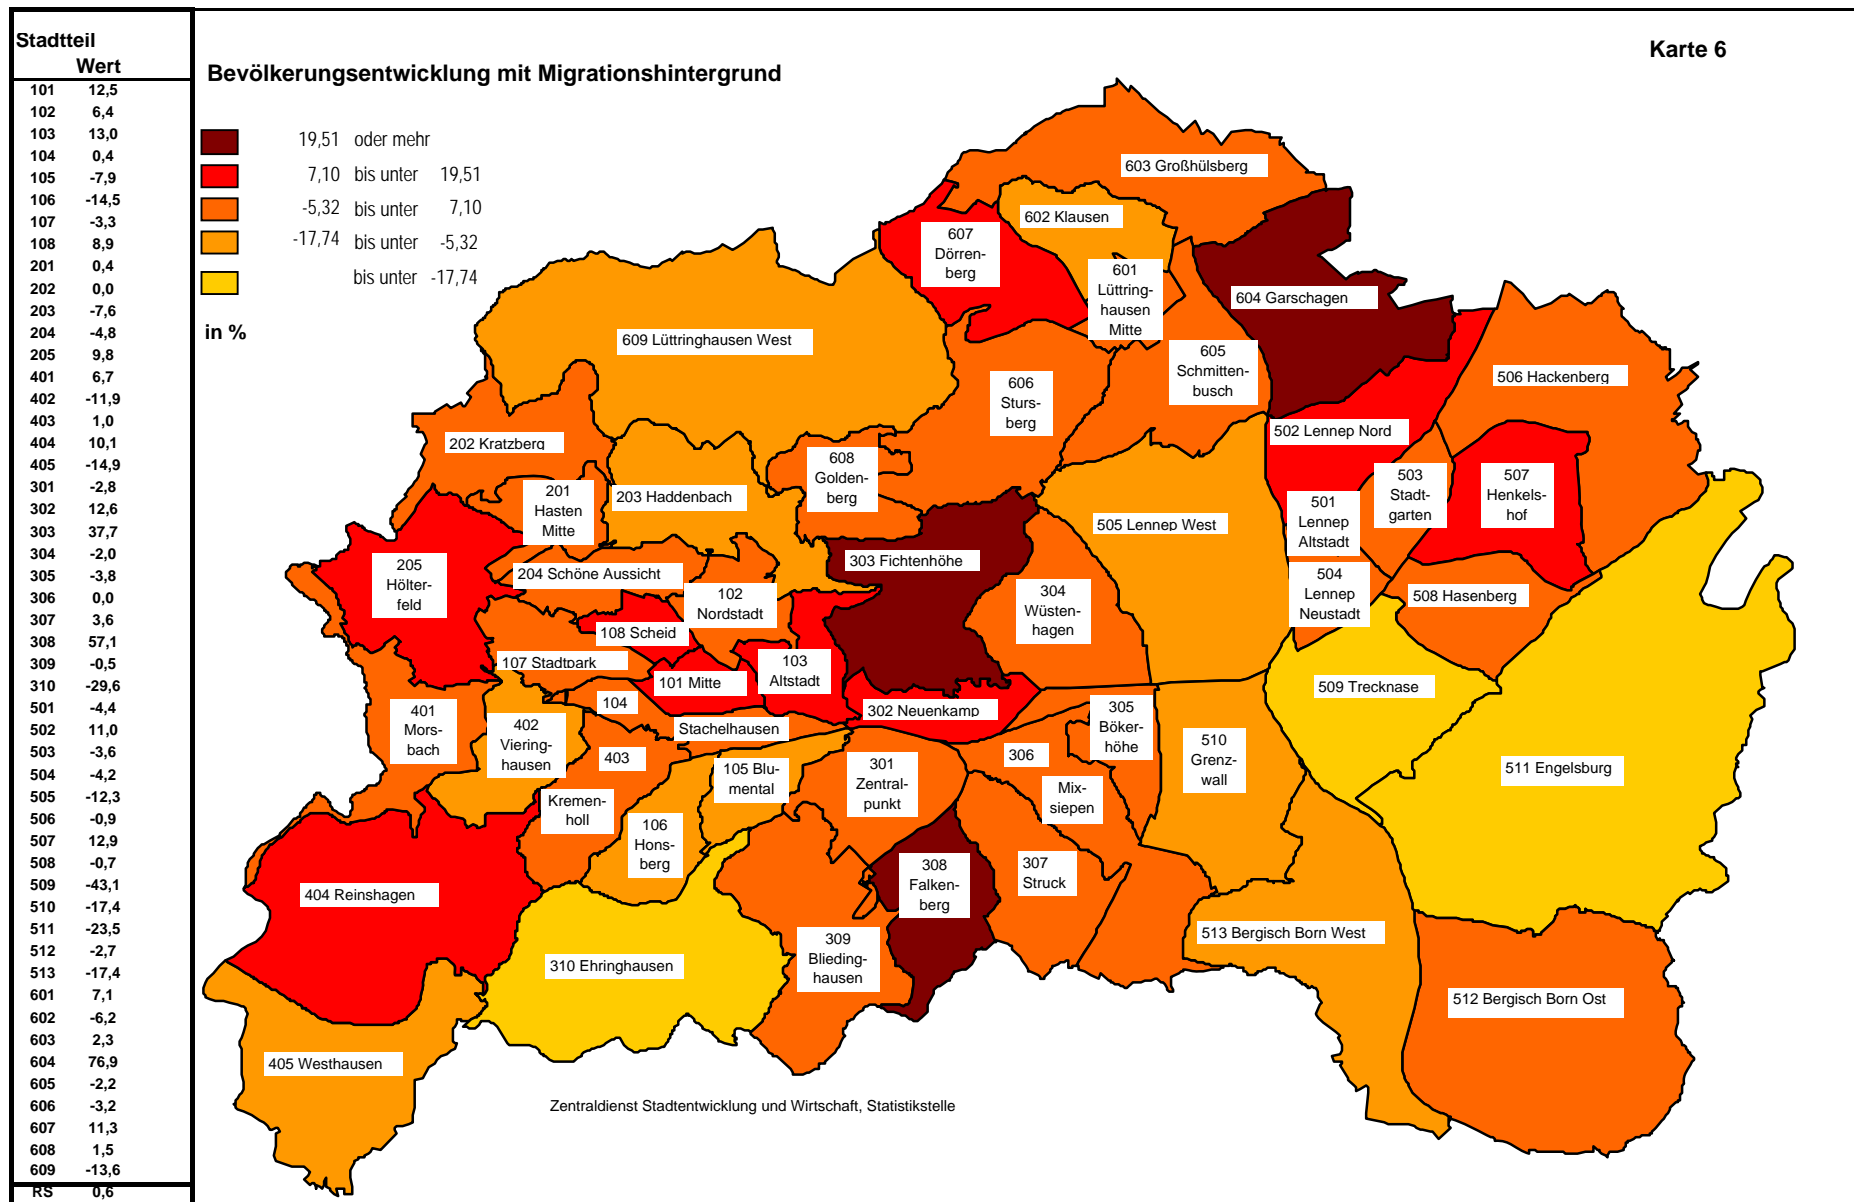 Stadtteil
Wert
101 12,5
102 6,4
103 13,0
104 0,4
105 -7,9
106 -14,5
107 -3,3
108 8,9
201 0,4
202 0,0
203 -7,6
204 -4,8
205 9,8
401 6,7
402 -11,9
403 1,0
404 10,1
405 -14,9
301 -2,8
302 12,6
303 37,7
304 -2,0
305 -3,8
306 0,0
307 3,6
308 57,1
309 -0,5
310 -29,6
501 -4,4
502 11,0
503 -3,6
504 -4,2
505 -12,3
506 -0,9
507 12,9
508 -0,7
509 -43,1
510 -17,4
511 -23,5
512 -2,7
513 -17,4
601 7,1
602 -6,2
603 2,3
604 76,9
605 -2,2
606 -3,2
607 11,3
608 1,5
609 -13,6
RS 0,6
Karte 6
Bevölkerungsentwicklung mit Migrationshintergrund
19,51 oder mehr
7,10 bis unter 19,51
-5,32 bis unter 7,10
-17,74 bis unter -5,32
bis unter -17,74
in %
603 Großhülsberg
602 Klausen
607
Dörren-
berg
601
Lüttring-
hausen
Mitte
604 Garschagen
609 Lüttringhausen West
605
Schmitten-
busch
606
Sturs-
berg
506 Hackenberg
502 Lennep Nord
202 Kratzberg
608
Golden-
berg
503
Stadt-
garten
507
Henkels-
hof
201
Hasten
Mitte
203 Haddenbach
505 Lennep West
501
Lennep
Altstadt
303 Fichtenhöhe
205
Hölter-
feld
204 Schöne Aussicht
102
Nordstadt
304
Wüsten-
hagen
504
Lennep
Neustadt
508 Hasenberg
108 Scheid
107 Stadtpark
103
Altstadt
101 Mitte
509 Trecknase
104
Stachelhausen
302 Neuenkamp
401
Mors-
bach
402
Viering-
hausen
305
Böker-
höhe
403
Kremen-
holl
105 Blu-
mental
301
Zentral-
punkt
306
Mix-
siepen
510
Grenz-
wall
511 Engelsburg
106
Hons-
berg
404 Reinshagen
308
Falken-
berg
307
Struck
309
Blieding-
hausen
513 Bergisch Born West
310 Ehringhausen
512 Bergisch Born Ost
405 Westhausen
Zentraldienst Stadtentwicklung und Wirtschaft, Statistikstelle